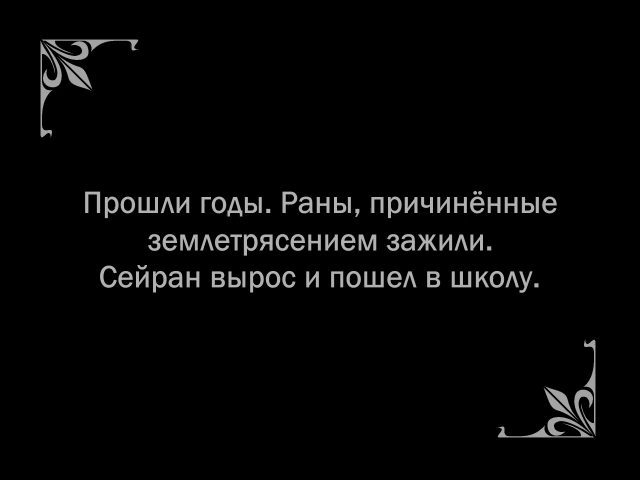 Прошли годы. Раны, причинённые
землетрясением зажили.
Сейран вырос и пошел в школу.